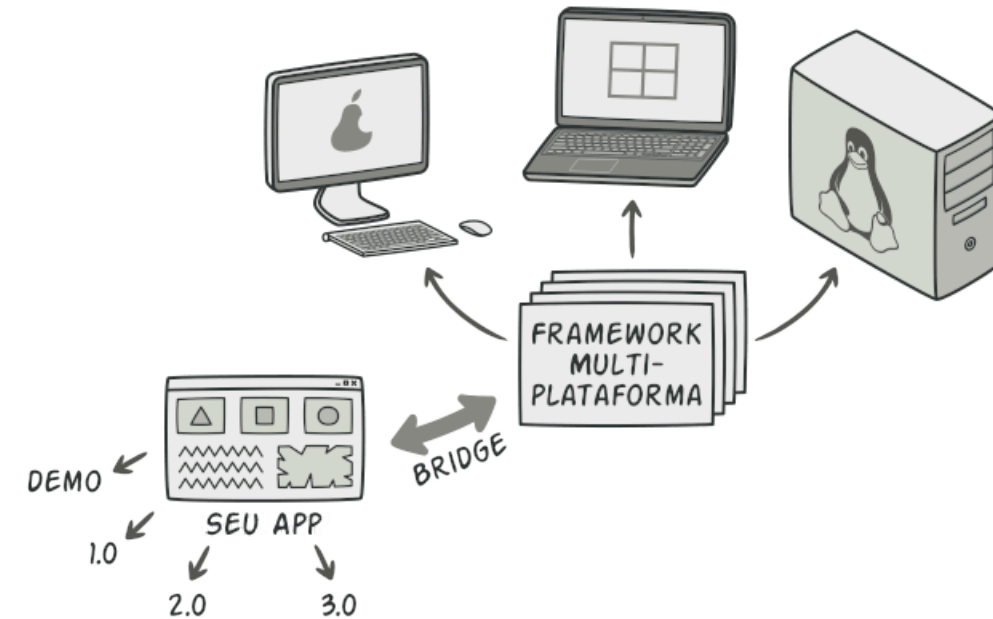 FRAMEWORK
MULTI-
PLATAFORMA
BRIDGE
DEMO
SEU APP
1.0
2.0
3.0